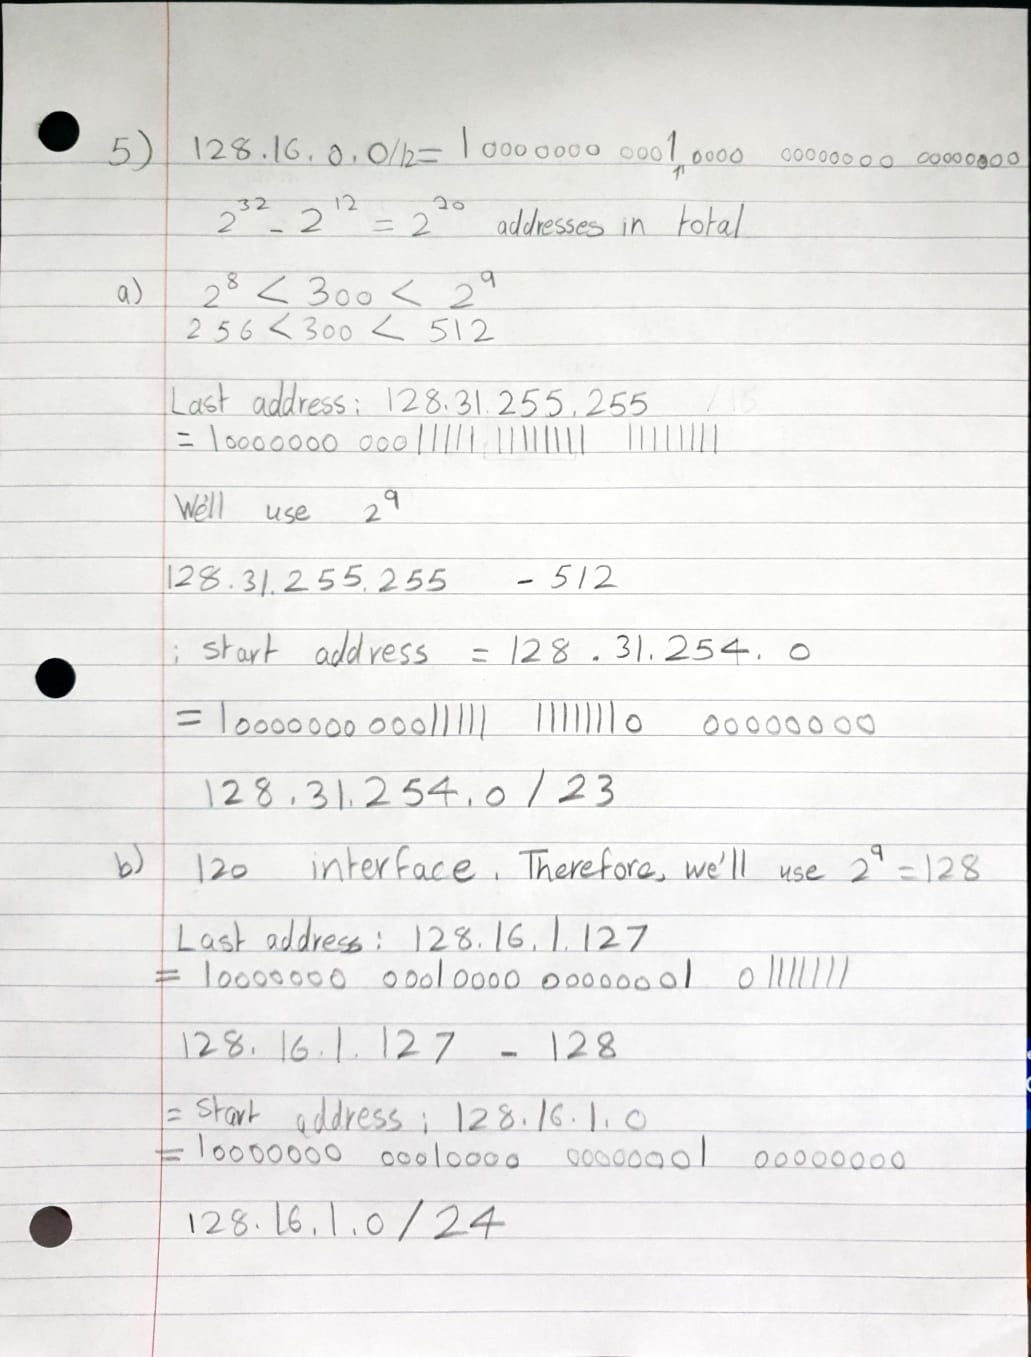 5) 128.16.0.0/12= 10000000 0001,0000 00000000 00000000
2^32 - 2^12 = 2^20 addresses in total
a) 2^8 < 300 < 2^9
256 < 300 < 512
Last address: 128.31.255.255
= 10000000 00011111 11111111 11111111
We'll use 2^9
128.31.255.255 - 512
; start address = 128.31.254.0
= 10000000 00011111 11111110 00000000
128.31.254.0/23
b) 120 interface. Therefore, we'll use 2^9 = 128
Last address: 128.16.1.127
= 10000000 00010000 00000001 01111111
128.16.1.127 - 128
= start address; 128.16.1.0
= 10000000 00010000 00000001 00000000
128.16.1.0/24